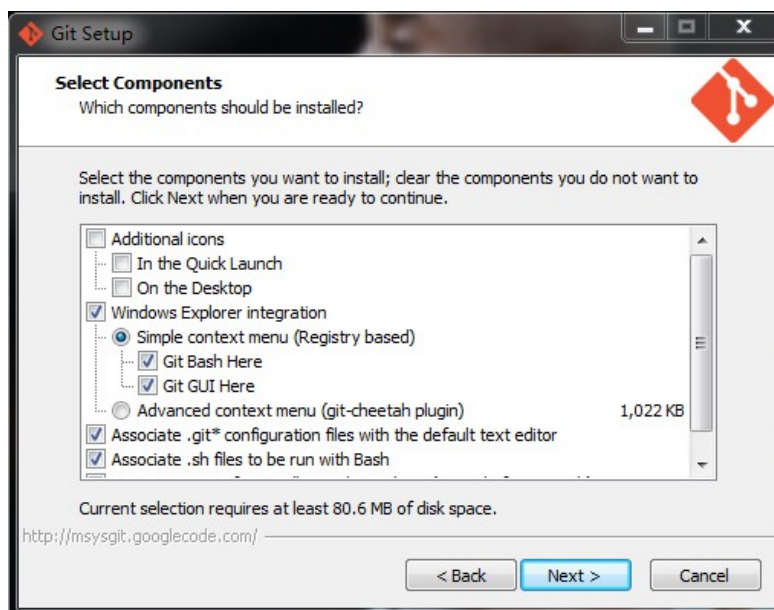 Git Setup
Select Components
Which components should be installed?
Select the components you want to install; clear the components you do not want to
install. Click Next when you are ready to continue.
Additional icons
In the Quick Launch
On the Desktop
Windows Explorer integration
Simple context menu (Registry based)
Git Bash Here
Git GUI Here
Advanced context menu (git-cheetah plugin) 1,022 KB
Associate .git* configuration files with the default text editor
Associate .sh files to be run with Bash
Current selection requires at least 80.6 MB of disk space.
http://msysgit.googlecode.com/
< Back Next > Cancel